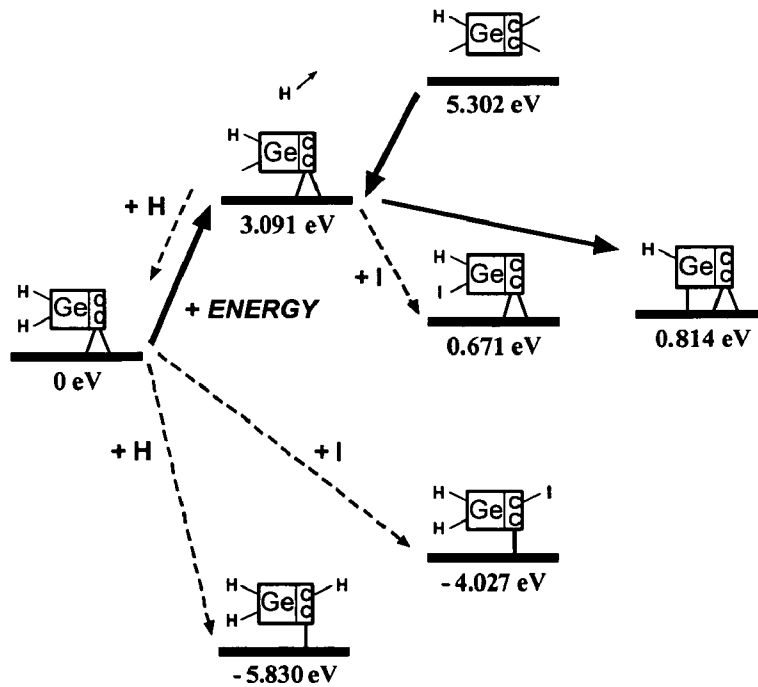 H
Ge
C
C
5.302 eV
H
H
Ge
C
C
3.091 eV
+ H
+ ENERGY
H
H
Ge
C
C
0 eV
+ I
H
I
Ge
C
C
0.671 eV
H
Ge
C
C
0.814 eV
+ H
+ I
H
H
Ge
C
C
I
- 4.027 eV
H
H
Ge
C
C
H
- 5.830 eV